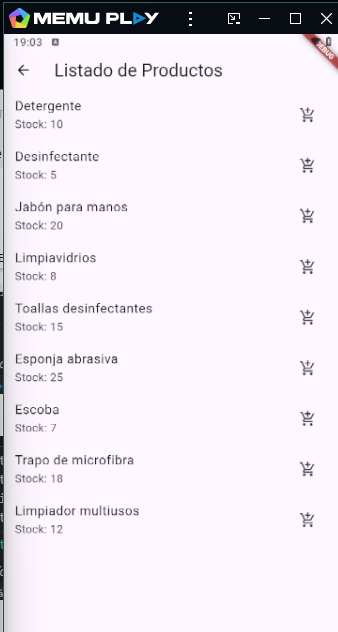 MEMU PLAY
19:03 A
DEBUG
Listado de Productos
Detergente
Stock: 10
Desinfectante
Stock: 5
Jabón para manos
Stock: 20
Limpiavidrios
Stock: 8
Toallas desinfectantes
Stock: 15
Esponja abrasiva
Stock: 25
Escoba
Stock: 7
Trapo de microfibra
Stock: 18
Limpiador multiusos
Stock: 12